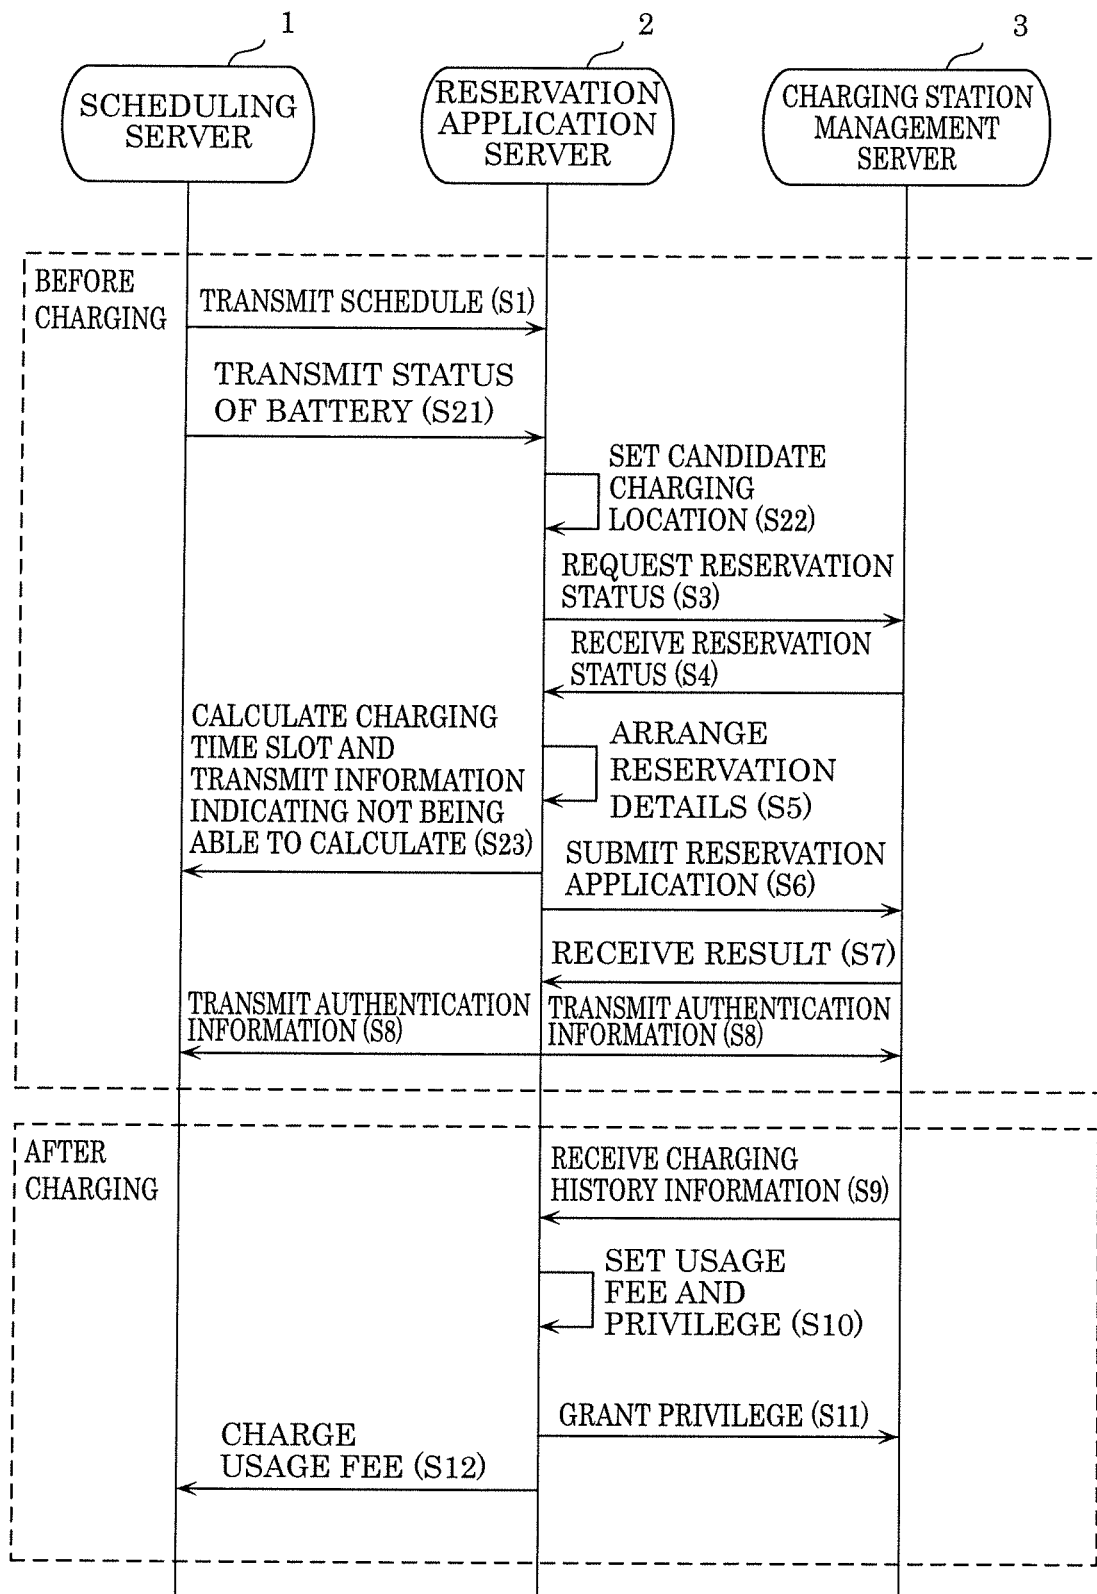 1
2
3
SCHEDULING
SERVER
RESERVATION
APPLICATION
SERVER
CHARGING STATION
MANAGEMENT
SERVER
BEFORE
CHARGING
TRANSMIT SCHEDULE (S1)
TRANSMIT STATUS
OF BATTERY (S21)
SET CANDIDATE
CHARGING
LOCATION (S22)
REQUEST RESERVATION
STATUS (S3)
RECEIVE RESERVATION
STATUS (S4)
CALCULATE CHARGING
TIME SLOT AND
TRANSMIT INFORMATION
INDICATING NOT BEING
ABLE TO CALCULATE (S23)
ARRANGE
RESERVATION
DETAILS (S5)
SUBMIT RESERVATION
APPLICATION (S6)
RECEIVE RESULT (S7)
TRANSMIT AUTHENTICATION
INFORMATION (S8)
TRANSMIT AUTHENTICATION
INFORMATION (S8)
AFTER
CHARGING
RECEIVE CHARGING
HISTORY INFORMATION (S9)
SET USAGE
FEE AND
PRIVILEGE (S10)
GRANT PRIVILEGE (S11)
CHARGE
USAGE FEE (S12)